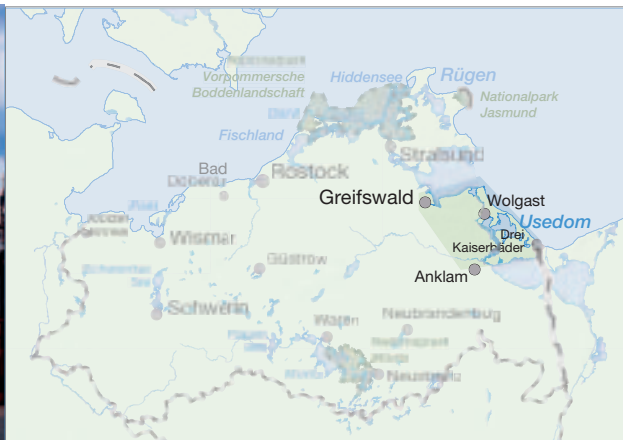 Vorpommersche
Boddenlandschaft
Hiddensee
Rügen
Nationalpark
Jasmund
Fischland
Stralsund
Bad
Rostock
Greifswald
Wolgast
Usedom
Drei
Kaiserbäder
Wismar
Güstrow
Anklam
Schwerin
Waren
Neubrandenburg